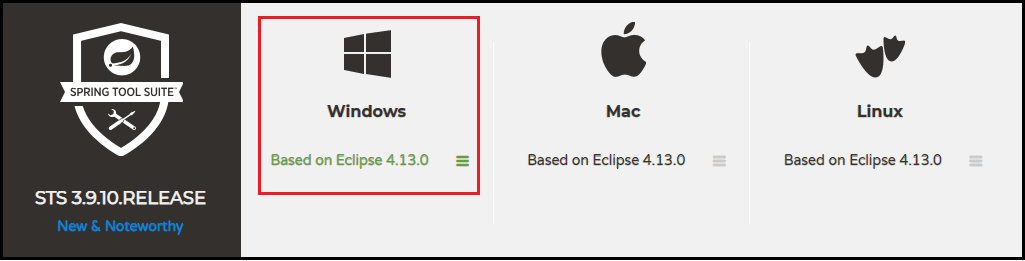 SPRING TOOL SUITE™
STS 3.9.10.RELEASE
New & Noteworthy
Windows
Based on Eclipse 4.13.0
Mac
Based on Eclipse 4.13.0
Linux
Based on Eclipse 4.13.0